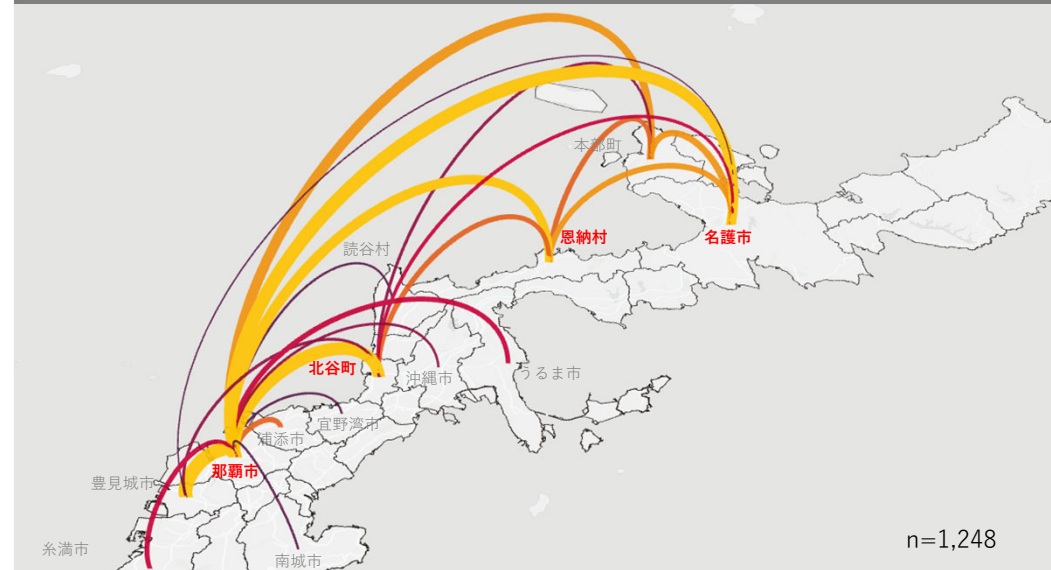 本部町
恩納村
名護市
読谷村
北谷町
沖縄市
うるま市
宜野湾市
浦添市
那覇市
豊見城市
糸満市
南城市
n=1,248